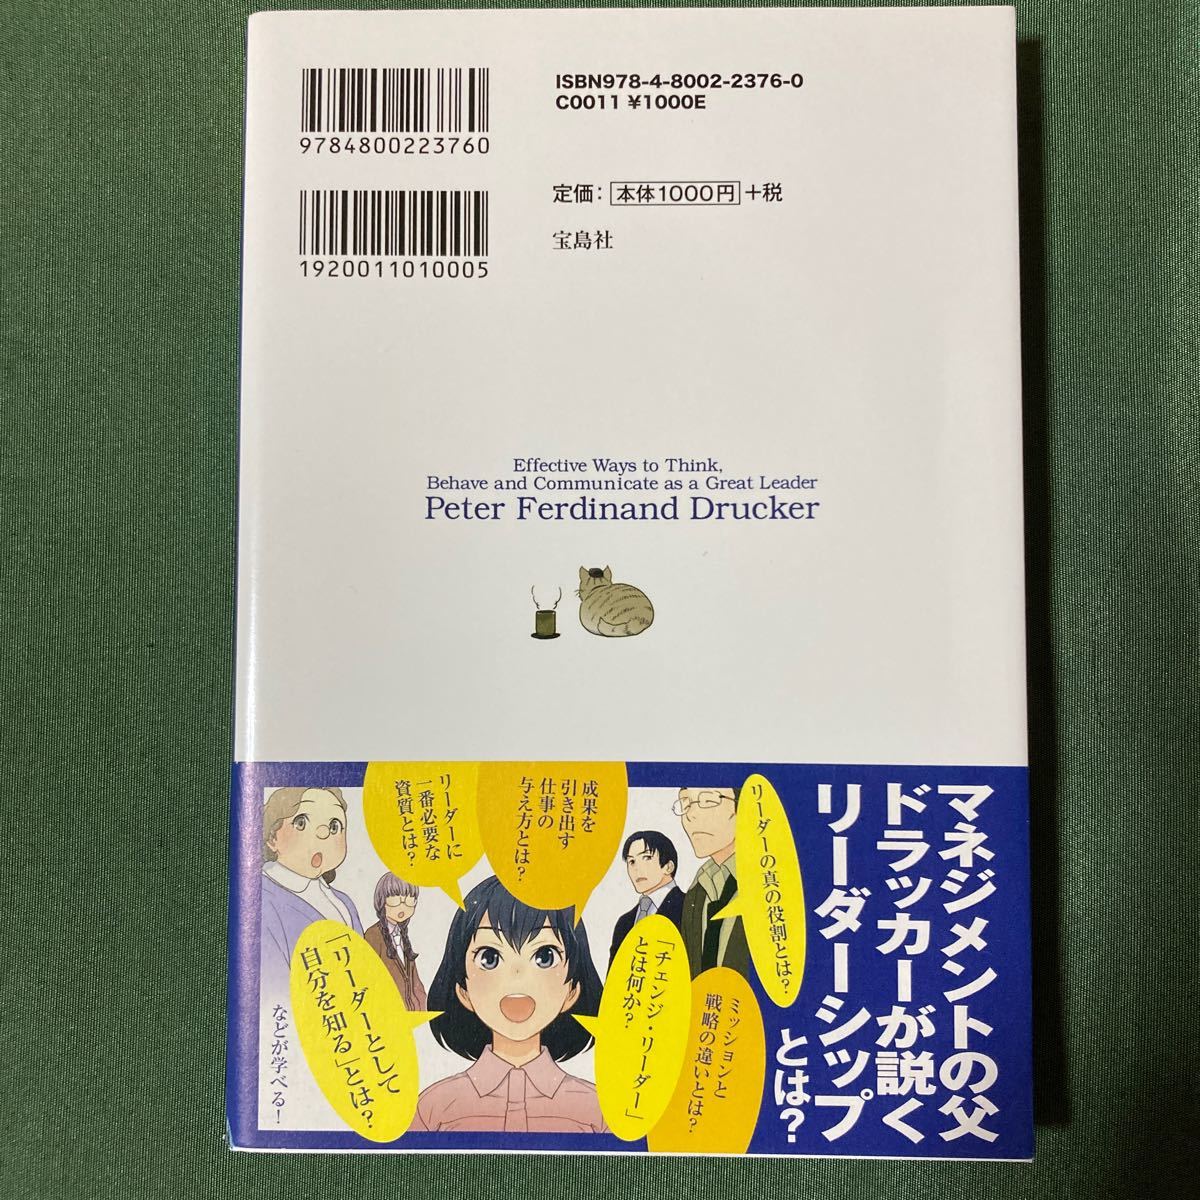 ISBN978-4-8002-2376-0
C0011 ¥1000E
9784800223760
定価：本体1000円+税
宝島社
1920011010005
Effective Ways to Think,
Behave and Communicate as a Great Leader
Peter Ferdinand Drucker
マネジメントの父
ドラッカーが説く
リーダーシップ
とは？
リーダーの真の役割とは？
成果を
引き出す
仕事の
与え方とは？
リーダーに
一番必要な
資質とは？
ミッションと
戦略の違いとは？
「チェンジ・リーダー」
とは何か？
「リーダーとして
自分を知る」とは？
などが学べる！